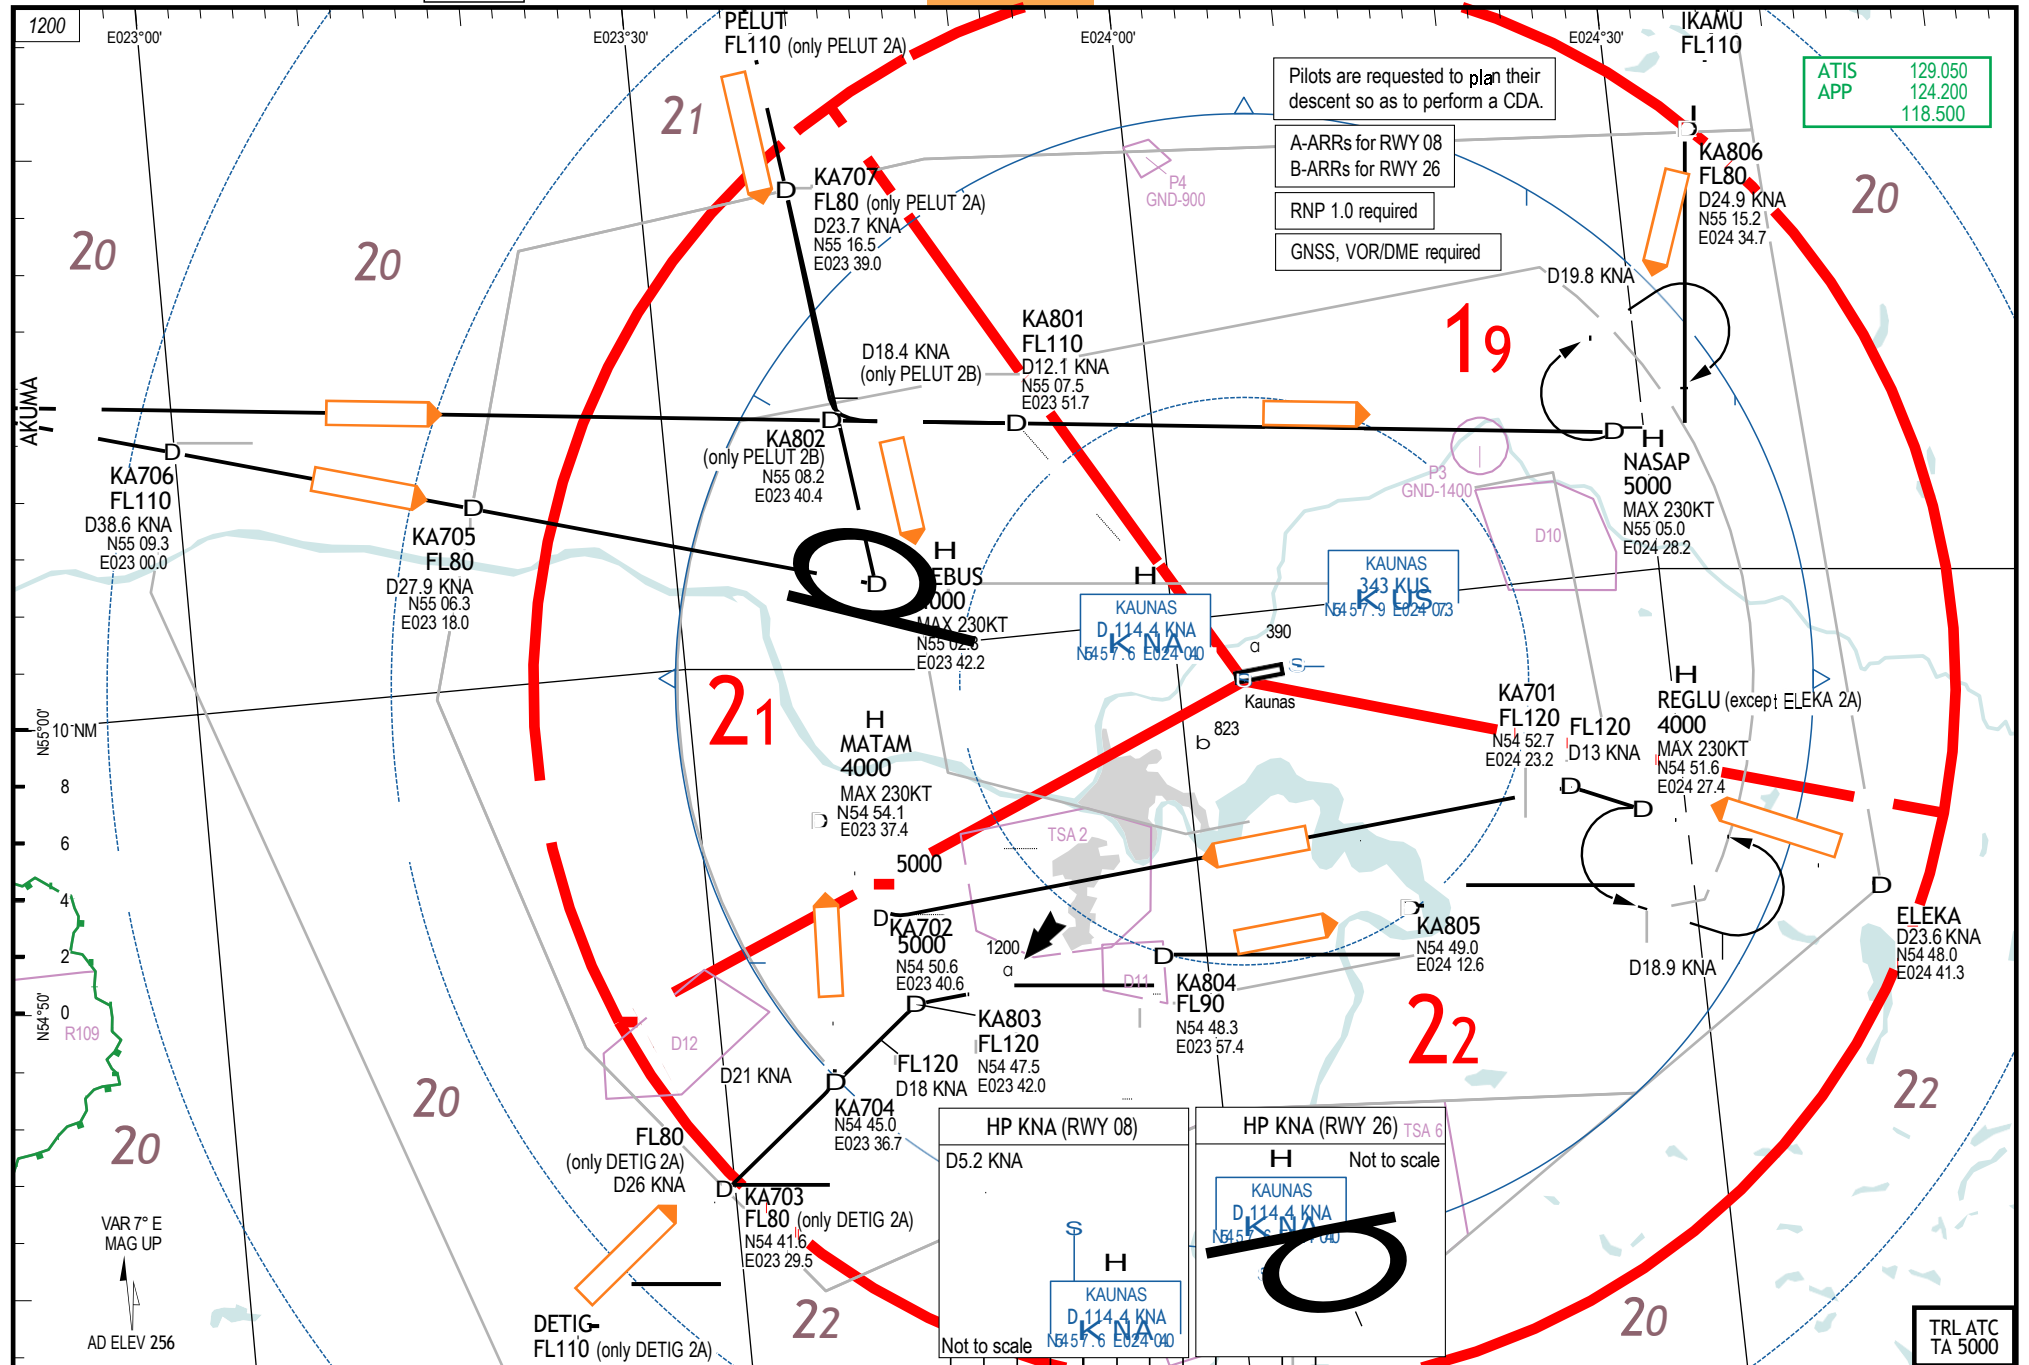 1200
E023°00'
E023°30'
PELUT
FL110 (only PELUT 2A)
E024°00'
E024°30'
IKAMU
FL110
ATIS 129.050
APP 124.200
118.500
Pilots are requested to plan their
descent so as to perform a CDA.
A-ARRs for RWY 08
B-ARRs for RWY 26
RNP 1.0 required
GNSS, VOR/DME required
21
20
20
20
P4
GND-900
KA707
FL80 (only PELUT 2A)
D23.7 KNA
N55 16.5
E023 39.0
KA806
FL80
D24.9 KNA
N55 15.2
E024 34.7
D19.8 KNA
19
KA801
FL110
D12.1 KNA
N55 07.5
E023 51.7
D18.4 KNA
(only PELUT 2B)
AKUMA
KA802
(only PELUT 2B)
N55 08.2
E023 40.4
KA706
FL110
D38.6 KNA
N55 09.3
E023 00.0
KA705
FL80
D27.9 KNA
N55 06.3
E023 18.0
P3
GND-1400
D10
H
NASAP
5000
MAX 230KT
N55 05.0
E024 28.2
H
EBUS
MAX 230KT
E023 42.2
H
KAUNAS
D 114.4 KNA
KNA
KAUNAS
343 KUS
KUS
390
S
Kaunas
823
21
H
MATAM
4000
MAX 230KT
N54 54.1
E023 37.4
KA701
FL120
N54 52.7
E024 23.2
FL120
D13 KNA
H
REGLU (except ELEKA 2A)
4000
MAX 230KT
N54 51.6
E024 27.4
N55°00'
10 NM
8
6
4
2
0
N54°50'
R109
TSA 2
5000
KA702
5000
N54 50.6
E023 40.6
1200
D11
KA804
FL90
N54 48.3
E023 57.4
KA805
N54 49.0
E024 12.6
D18.9 KNA
ELEKA
D23.6 KNA
N54 48.0
E024 41.3
22
22
D12
D21 KNA
KA803
FL120
N54 47.5
E023 42.0
FL120
D18 KNA
KA704
N54 45.0
E023 36.7
20
20
FL80
(only DETIG 2A)
D26 KNA
KA703
FL80 (only DETIG 2A)
N54 41.6
E023 29.5
DETIG
FL110 (only DETIG 2A)
22
VAR 7° E
MAG UP
AD ELEV 256
HP KNA (RWY 08)
D5.2 KNA
S
H
KAUNAS
D 114.4 KNA
KNA
Not to scale
HP KNA (RWY 26)
TSA 6
H
Not to scale
KAUNAS
D 114.4 KNA
KNA
20
TRL ATC
TA 5000